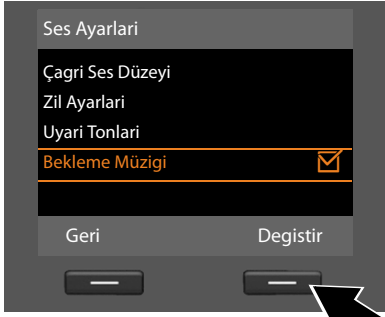 Ses Ayarlari
Çagri Ses Düzeyi
Zil Ayarlari
Uyari Tonlari
Bekleme Müzigi
Geri Degistir